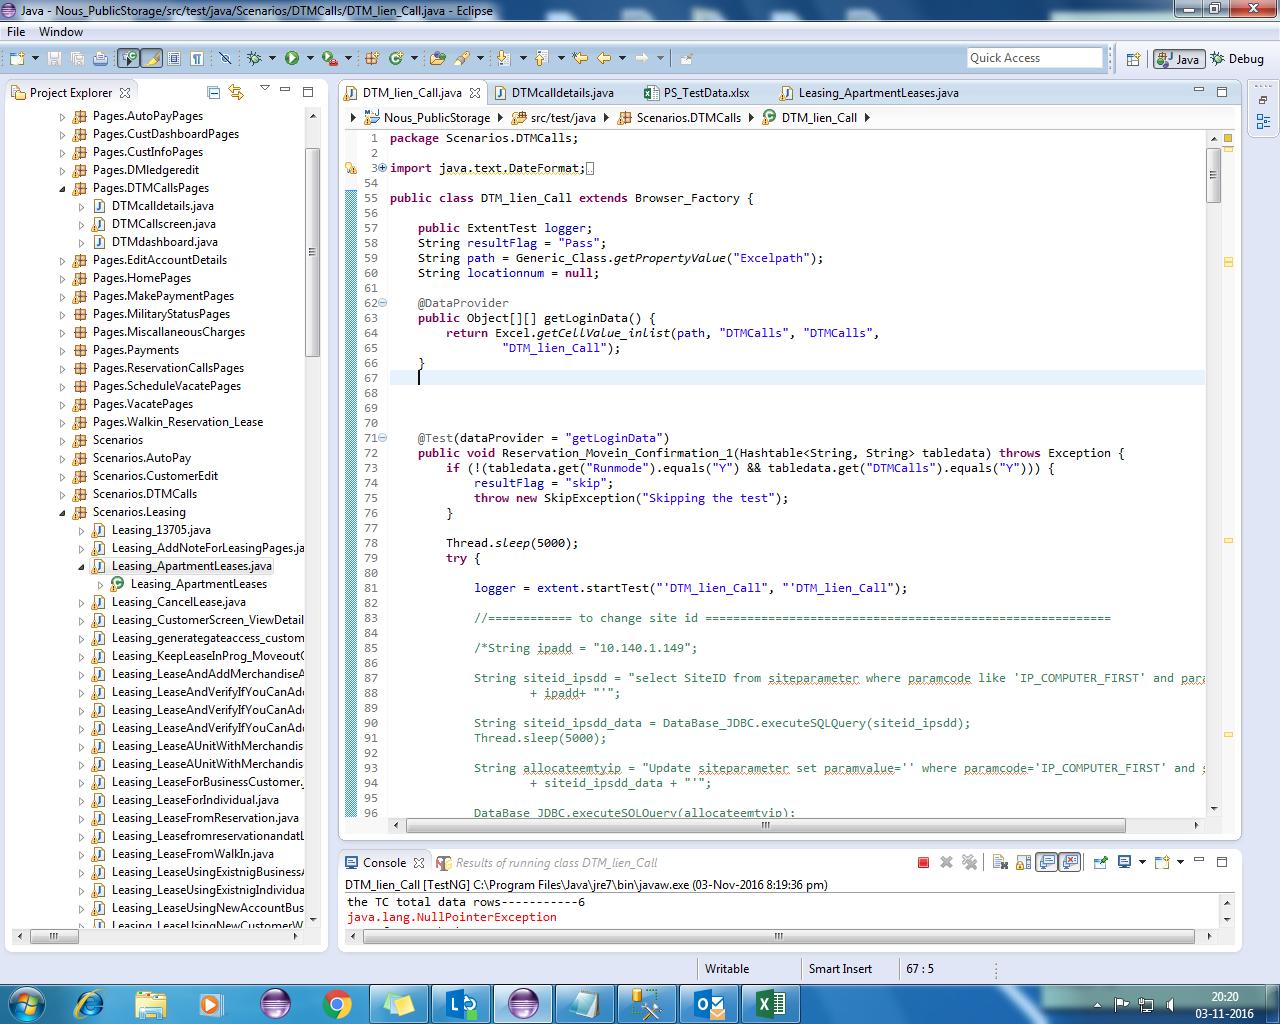 Java - Nous_PublicStorage/src/test/java/Scenarios/DTMCalls/DTM_lien_Call.java - Eclipse
File Window
Quick Access
Java
Debug
Project Explorer
Pages.AutoPayPages
Pages.CustDashboardPages
Pages.CustInfoPages
Pages.DMledgeredit
Pages.DTMCallsPages
DTMcalldetails.java
DTMCallscreen.java
DTMdashboard.java
Pages.EditAccountDetails
Pages.HomePages
Pages.MakePaymentPages
Pages.MilitaryStatusPages
Pages.MiscallaneousCharges
Pages.Payments
Pages.ReservationCallsPages
Pages.ScheduleVacatePages
Pages.VacatePages
Pages.Walkin_Reservation_Lease
Scenarios
Scenarios.AutoPay
Scenarios.CustomerEdit
Scenarios.DTMCalls
Scenarios.Leasing
Leasing_13705.java
Leasing_AddNoteForLeasingPages.ja
Leasing_ApartmentLeases.java
Leasing_ApartmentLeases
Leasing_CancelLease.java
Leasing_CustomerScreen_ViewDetail
Leasing_generategateaccess_custom
Leasing_KeepLeaseInProg_MoveoutC
Leasing_LeaseAndAddMerchandiseA
Leasing_LeaseAndVerifyIfYouCanAdd
Leasing_LeaseAndVerifyIfYouCanAdd
Leasing_LeaseAndVerifyIfYouCanAdd
Leasing_LeaseAUnitWithMerchandis
Leasing_LeaseAUnitWithMerchandis
Leasing_LeaseForBusinessCustomer.
Leasing_LeaseForIndividual.java
Leasing_LeaseFromReservation.java
Leasing_LeasefromreservationandatL
Leasing_LeaseFromWalkIn.java
Leasing_LeaseUsingExistnigBusinessA
Leasing_LeaseUsingExistnigIndividua
Leasing_LeaseUsingNewAccountBus
Leasing_LeaseUsingNewCustomerW
DTM_lien_Call.java
DTMcalldetails.java
PS_TestData.xlsx
Leasing_ApartmentLeases.java
Nous_PublicStorage
src/test/java
Scenarios.DTMCalls
DTM_lien_Call
1 package Scenarios.DTMCalls;
2
3 import java.text.DateFormat;
54
55 public class DTM_lien_Call extends Browser_Factory {
56
57 public ExtentTest logger;
58 String resultFlag = "Pass";
59 String path = Generic_Class.getPropertyValue("Excelpath");
60 String locationnum = null;
61
62 @DataProvider
63 public Object[][] getLoginData() {
64 return Excel.getCellValue_inlist(path, "DTMCalls", "DTMCalls",
65 "DTM_lien_Call");
66 }
67
68
69
70
71 @Test(dataProvider = "getLoginData")
72 public void Reservation_Movein_Confirmation_1(Hashtable<String, String> tabledata) throws Exception {
73 if (!(tabledata.get("Runmode").equals("Y") && tabledata.get("DTMCalls").equals("Y"))) {
74 resultFlag = "skip";
75 throw new SkipException("Skipping the test");
76 }
77
78 Thread.sleep(5000);
79 try {
80
81 logger = extent.startTest("'DTM_lien_Call", "'DTM_lien_Call");
82
83 //============ to change site id ==========================================================
84
85 /*String ipadd = "10.140.1.149";
86
87 String siteid_ipsdd = "select SiteID from siteparameter where paramcode like 'IP_COMPUTER_FIRST' and para
88 + ipadd+ "'";
89
90 String siteid_ipsdd_data = DataBase_JDBC.executeSQLQuery(siteid_ipsdd);
91 Thread.sleep(5000);
92
93 String allocateemtyip = "Update siteparameter set paramvalue='' where paramcode='IP_COMPUTER_FIRST' and s
94 + siteid_ipsdd_data + "'";
95
96 DataBase_JDBC.executeSQLQuery(allocateemtyip);
Console
Results of running class DTM_lien_Call
DTM_lien_Call [TestNG] C:\Program Files\Java\jre7\bin\javaw.exe (03-Nov-2016 8:19:36 pm)
the TC total data rows-----------6
java.lang.NullPointerException
Writable
Smart Insert
67 : 5
20:20
03-11-2016